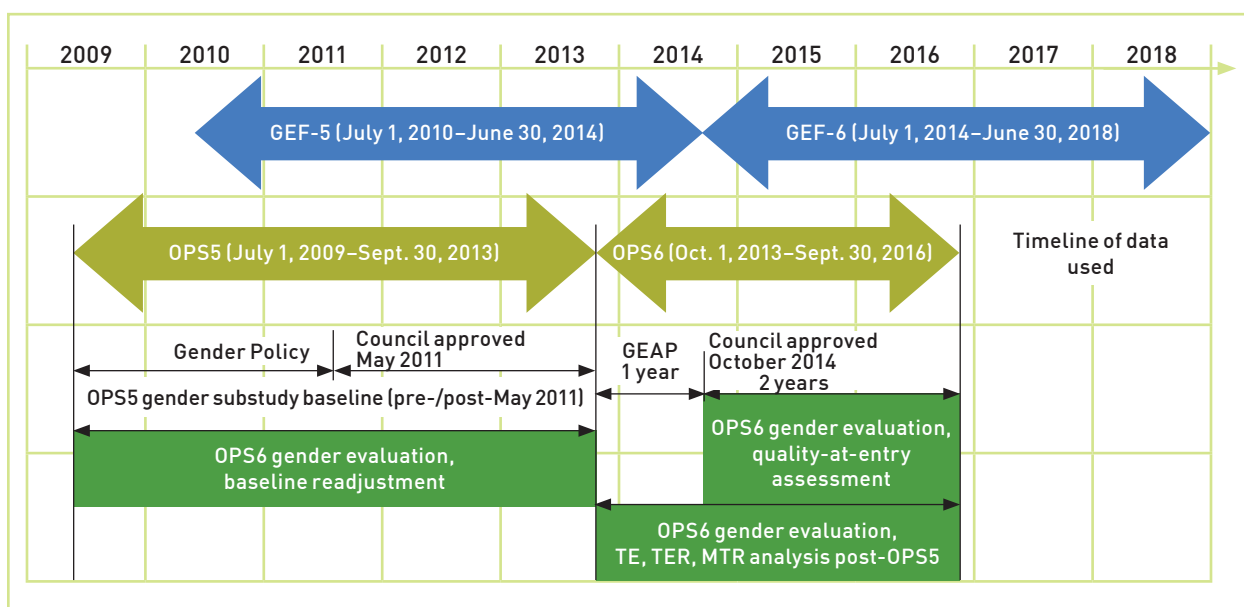 2009 2010 2011 2012 2013 2014 2015 2016 2017 2018
GEF-5 (July 1, 2010–June 30, 2014)
GEF-6 (July 1, 2014–June 30, 2018)
OPS5 (July 1, 2009–Sept. 30, 2013)
OPS6 (Oct. 1, 2013–Sept. 30, 2016)
Timeline of data
used
Gender Policy
Council approved
May 2011
GEAP
1 year
Council approved
October 2014
2 years
OPS5 gender substudy baseline (pre-/post-May 2011)
OPS6 gender evaluation,
baseline readjustment
OPS6 gender evaluation,
quality-at-entry
assessment
OPS6 gender evaluation,
TE, TER, MTR analysis post-OPS5